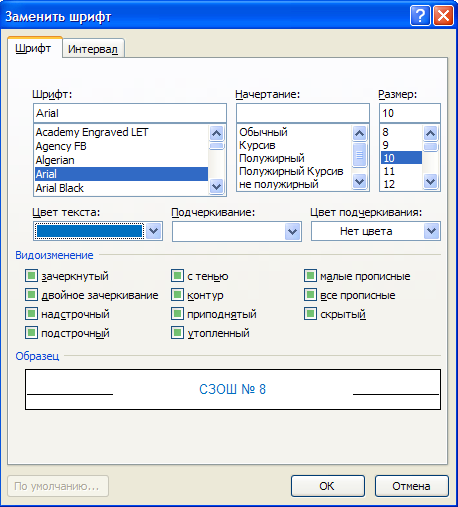 Заменить шрифт
Шрифт Интервал
Шрифт: Начертание: Размер:
Arial 10
Academy Engraved LET Обычный 8
Agency FB Курсив 9
Algerian Полужирный 10
Arial Полужирный Курсив 11
Arial Black не полужирный 12
Цвет текста: Подчеркивание: Цвет подчеркивания:
Нет цвета
Видоизменение
зачеркнутый с тенью малые прописные
двойное зачеркивание контур все прописные
надстрочный приподнятый скрытый
подстрочный утопленный
Образец
СЗОШ № 8
По умолчанию... ОК Отмена